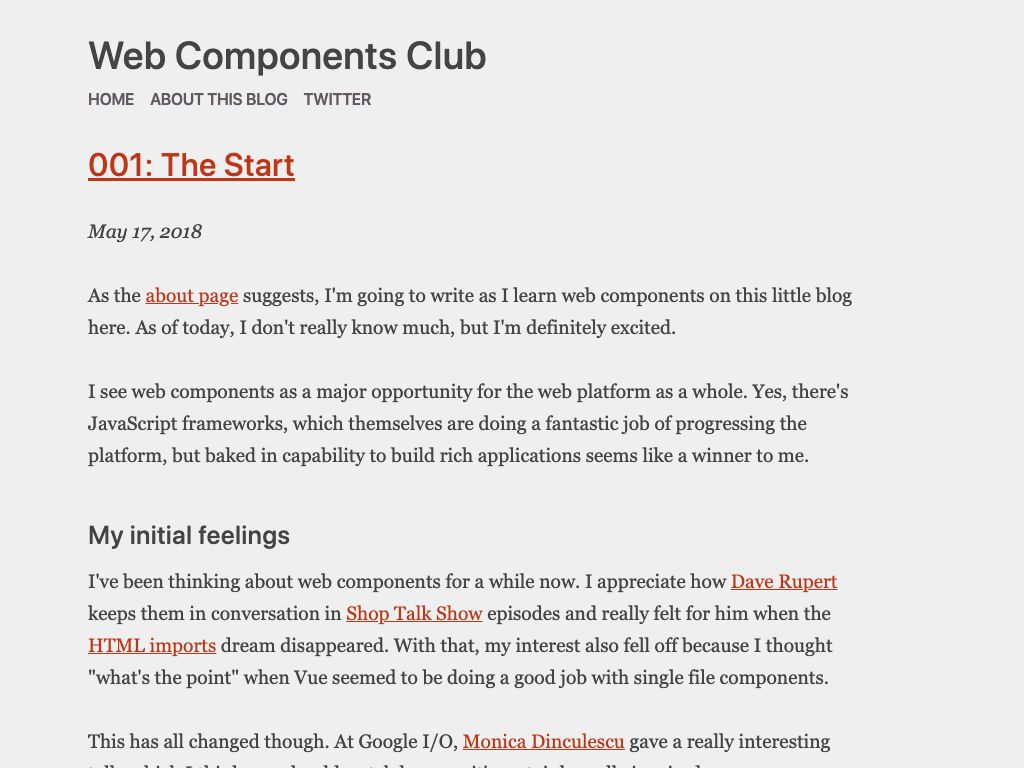 Web Components Club
HOME ABOUT THIS BLOG TWITTER
001: The Start
May 17, 2018
As the about page suggests, I'm going to write as I learn web components on this little blog
here. As of today, I don't really know much, but I'm definitely excited.
I see web components as a major opportunity for the web platform as a whole. Yes, there's
JavaScript frameworks, which themselves are doing a fantastic job of progressing the
platform, but baked in capability to build rich applications seems like a winner to me.
My initial feelings
I've been thinking about web components for a while now. I appreciate how Dave Rupert
keeps them in conversation in Shop Talk Show episodes and really felt for him when the
HTML imports dream disappeared. With that, my interest also fell off because I thought
"what's the point" when Vue seemed to be doing a good job with single file components.
This has all changed though. At Google I/O, Monica Dinculescu gave a really interesting